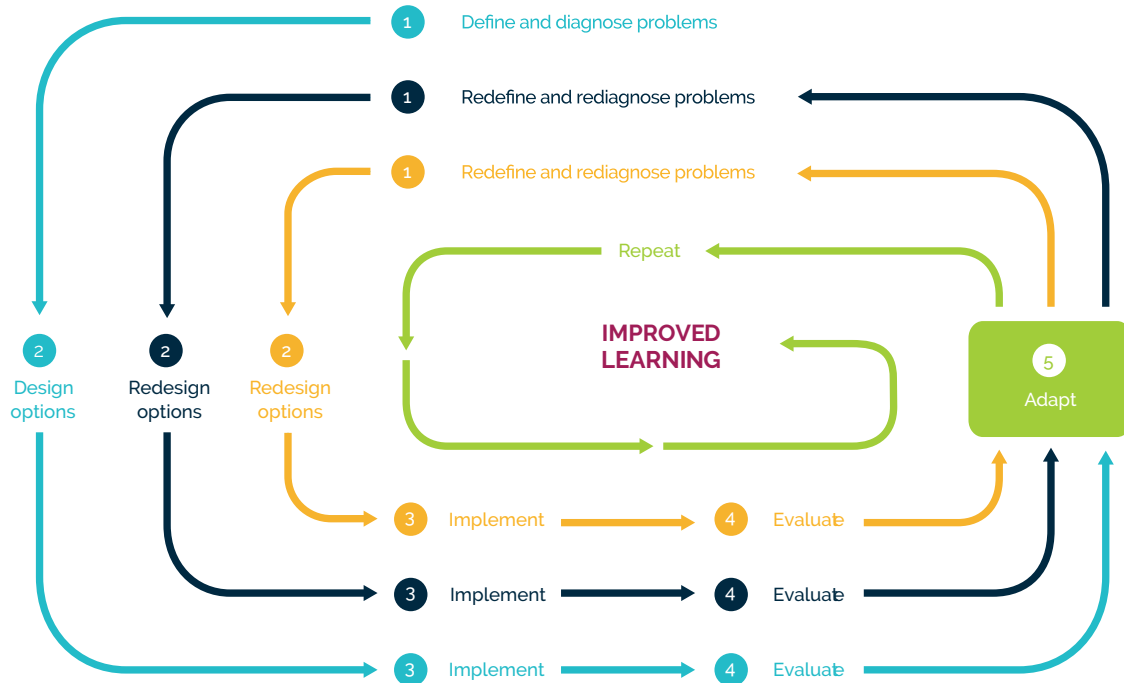 1 Define and diagnose problems
1 Redefine and rediagnose problems
1 Redefine and rediagnose problems
Repeat
IMPROVED
LEARNING
2
Design
options
2
Redesign
options
2
Redesign
options
5
Adapt
3 Implement
4 Evaluate
3 Implement
4 Evaluate
3 Implement
4 Evaluate